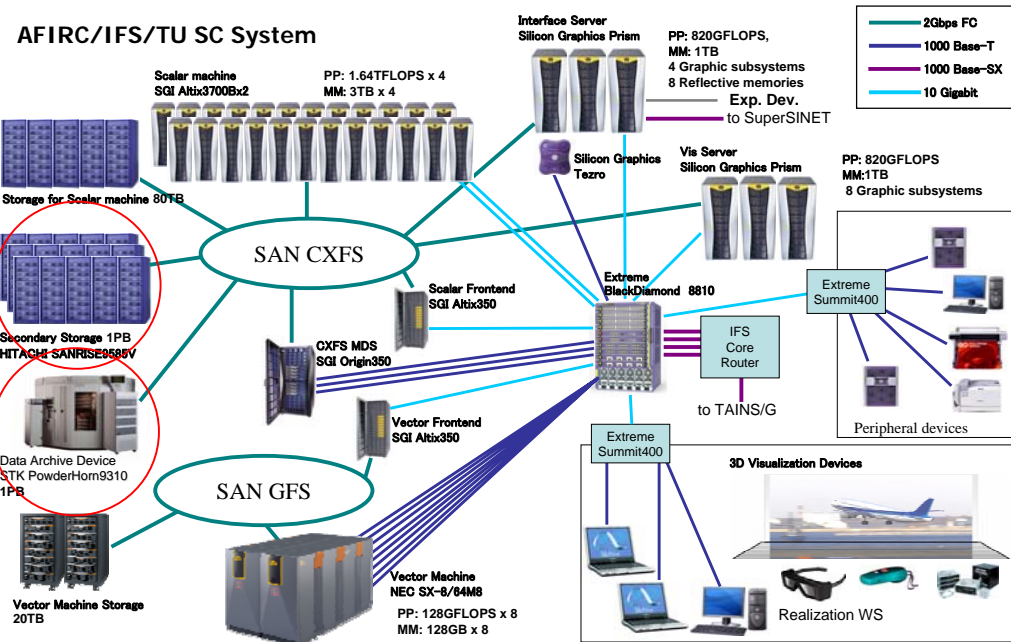 AFIRC/IFS/TU SC System
Scalar machine
SGI Altix3700Bx2
PP: 1.64TFLOPS x 4
MM: 3TB x 4
Interface Server
Silicon Graphics Prism
PP: 820GFLOPS,
MM: 1TB
4 Graphic subsystems
8 Reflective memories
Exp. Dev.
to SuperSINET
2Gbps FC
1000 Base-T
1000 Base-SX
10 Gigabit
Silicon Graphics
Tezro
Vis Server
Silicon Graphics Prism
PP: 820GFLOPS
MM:1TB
8 Graphic subsystems
Storage for Scalar machine 80TB
SAN CXFS
Secondary Storage 1PB
HITACHI SANRISE9585V
Scalar Frontend
SGI Altix350
Extreme
BlackDiamond 8810
Extreme
Summit400
CXFS MDS
SGI Origin350
IFS
Core
Router
to TAINS/G
Peripheral devices
Data Archive Device
STK PowderHorn9310
1PB
Vector Frontend
SGI Altix350
Extreme
Summit400
3D Visualization Devices
SAN GFS
Vector Machine Storage
20TB
Vector Machine
NEC SX-8/64M8
PP: 128GFLOPS x 8
MM: 128GB x 8
Realization WS